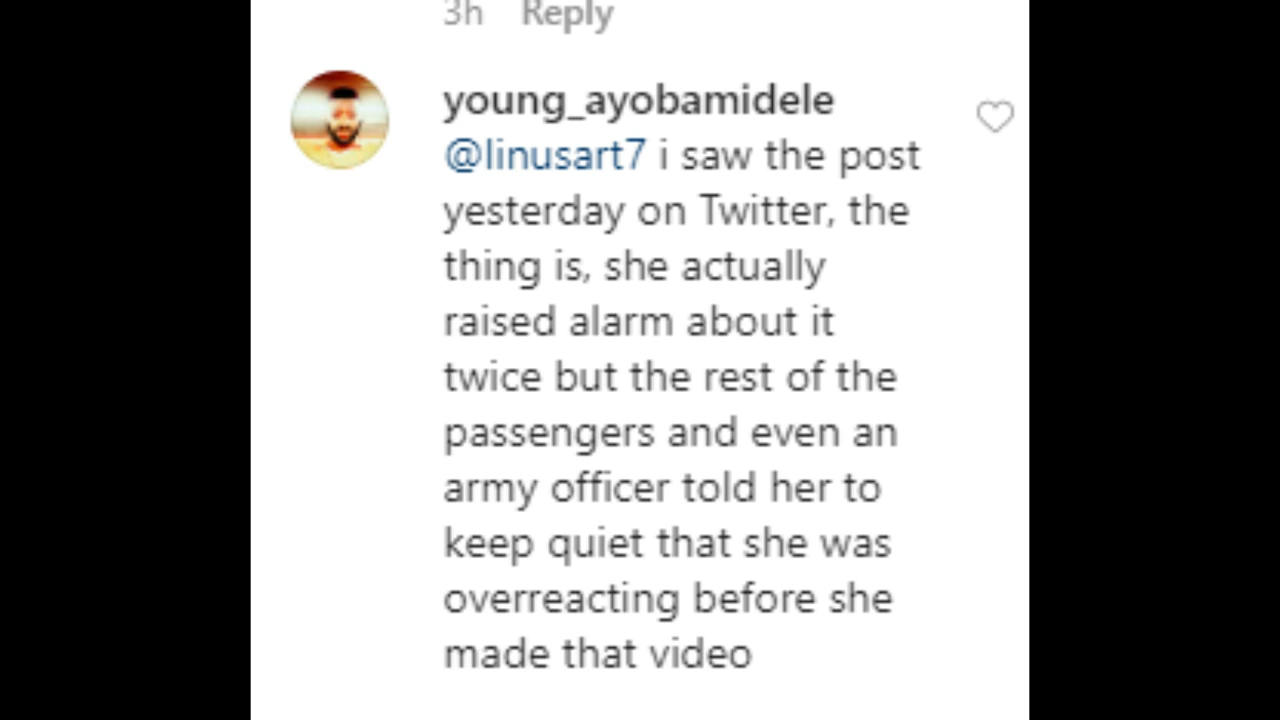 3h Reply
young_ayobamidele
@linusart7 i saw the post
yesterday on Twitter, the
thing is, she actually
raised alarm about it
twice but the rest of the
passengers and even an
army officer told her to
keep quiet that she was
overreacting before she
made that video